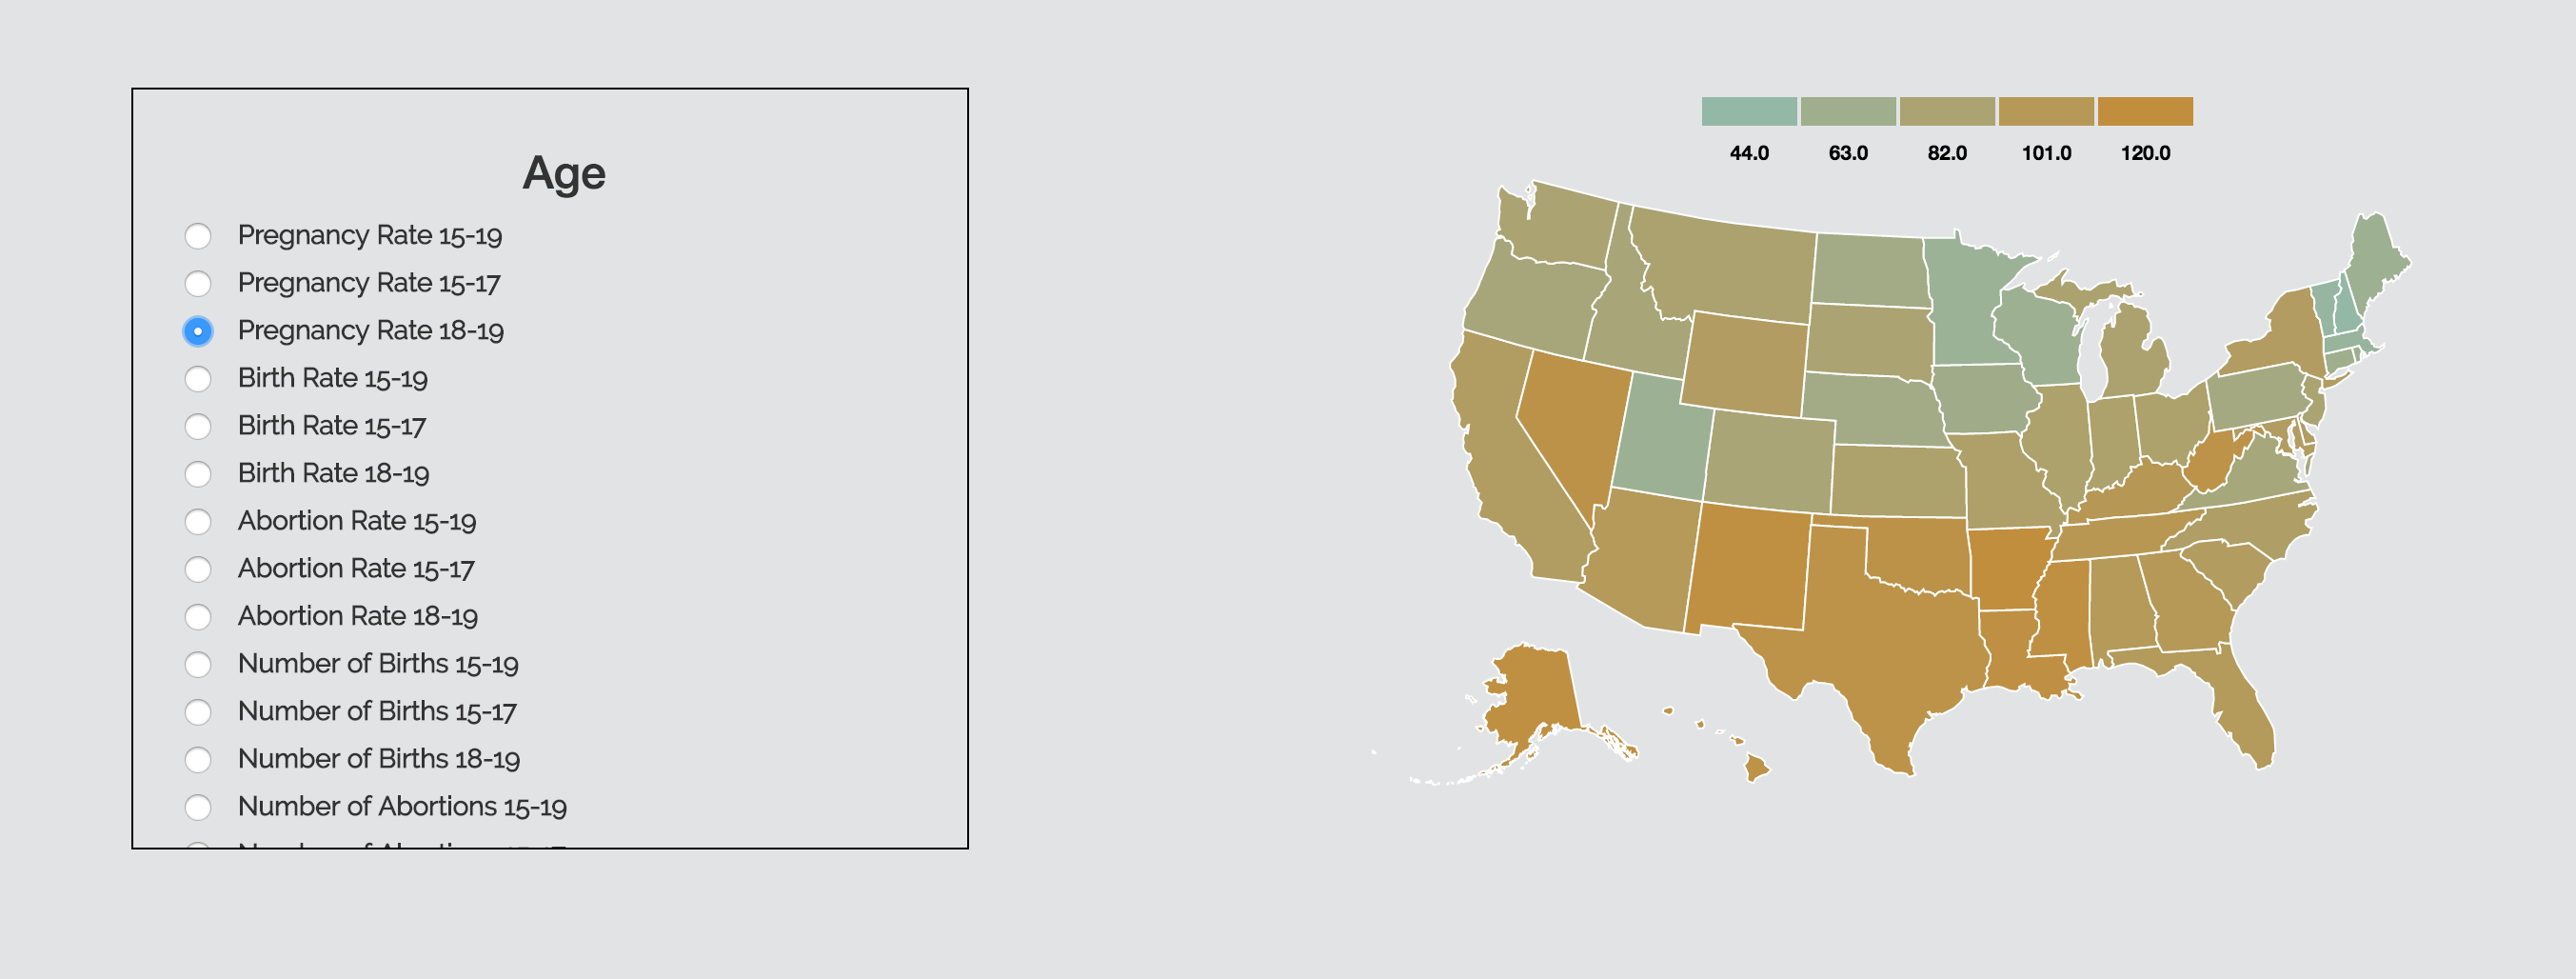 Age
Pregnancy Rate 15-19
Pregnancy Rate 15-17
Pregnancy Rate 18-19
Birth Rate 15-19
Birth Rate 15-17
Birth Rate 18-19
Abortion Rate 15-19
Abortion Rate 15-17
Abortion Rate 18-19
Number of Births 15-19
Number of Births 15-17
Number of Births 18-19
Number of Abortions 15-19
44.0 63.0 82.0 101.0 120.0